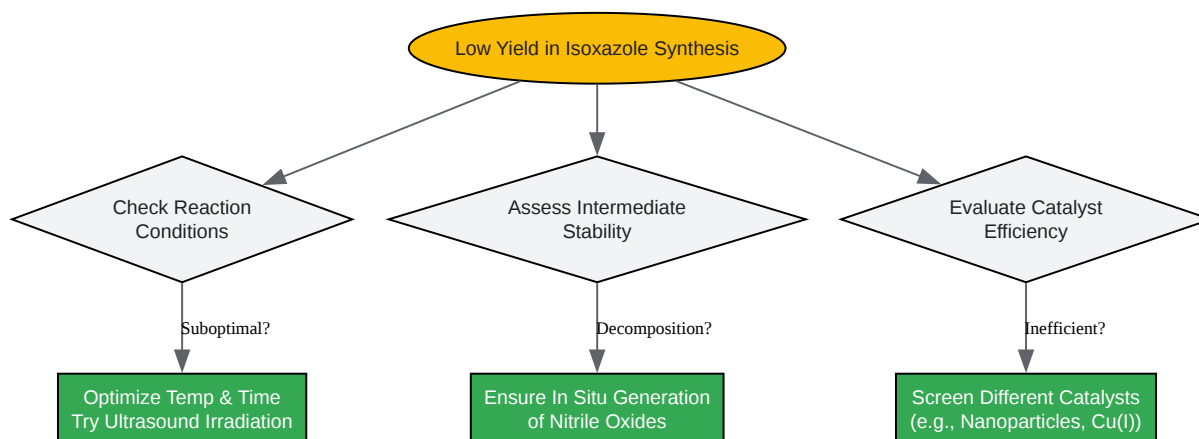 Low Yield in Isoxazole Synthesis
Check Reaction
Conditions
Assess Intermediate
Stability
Evaluate Catalyst
Efficiency
Suboptimal?
Decomposition?
Inefficient?
Optimize Temp & Time
Try Ultrasound Irradiation
Ensure In Situ Generation
of Nitrile Oxides
Screen Different Catalysts
(e.g., Nanoparticles, Cu(I))